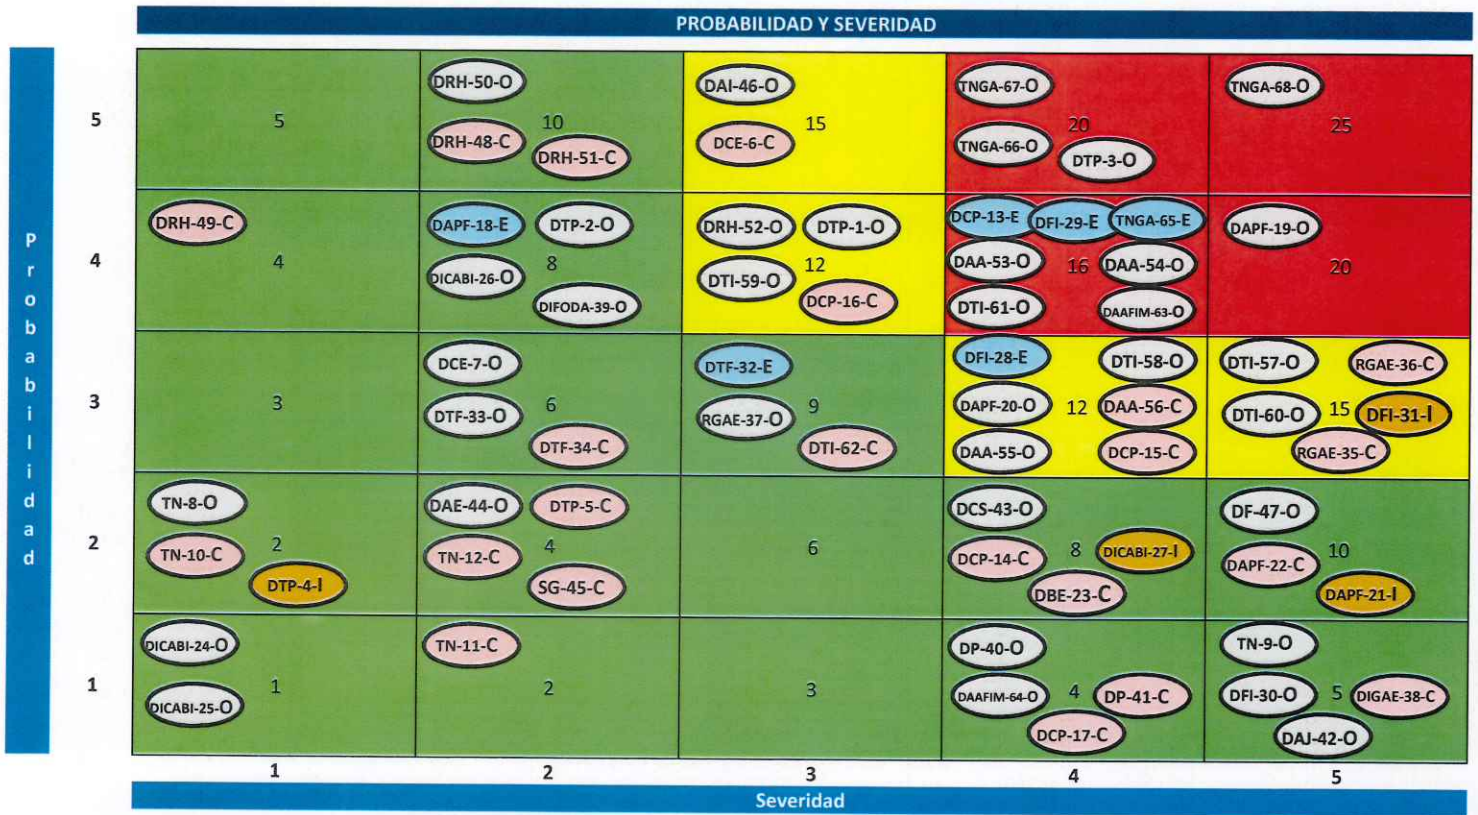 PROBABILIDAD Y SEVERIDAD
Probabilidad
5
5
DRH-50-O
10
DRH-48-C
DRH-51-C
DAI-46-O
15
DCE-6-C
TNGA-67-O
20
TNGA-66-O
DTP-3-O
TNGA-68-O
25
4
DRH-49-C
4
DAPF-18-E
DTP-2-O
8
DICABI-26-O
DIFODA-39-O
DRH-52-O
DTP-1-O
12
DTI-59-O
DCP-16-C
DCP-13-E
DFI-29-E
TNGA-65-E
DAA-53-O
16
DAA-54-O
DTI-61-O
DAAFIM-63-O
DAPF-19-O
20
3
3
DCE-7-O
6
DTF-33-O
DTF-34-C
DTF-32-E
9
RGAE-37-O
DTI-62-C
DFI-28-E
DTI-58-O
DAPF-20-O
12
DAA-56-C
DAA-55-O
DCP-15-C
DTI-57-O
RGAE-36-C
DTI-60-O
15
DFI-31-I
RGAE-35-C
2
TN-8-O
2
TN-10-C
DTP-4-I
DAE-44-O
DTP-5-C
TN-12-C
4
SG-45-C
6
DCS-43-O
DCP-14-C
8
DICABI-27-I
DBE-23-C
DF-47-O
10
DAPF-22-C
DAPF-21-I
1
DICABI-24-O
1
DICABI-25-O
TN-11-C
2
3
DP-40-O
DAAFIM-64-O
4
DP-41-C
DCP-17-C
TN-9-O
DFI-30-O
5
DIGAE-38-C
DAJ-42-O
1
2
3
4
5
Severidad